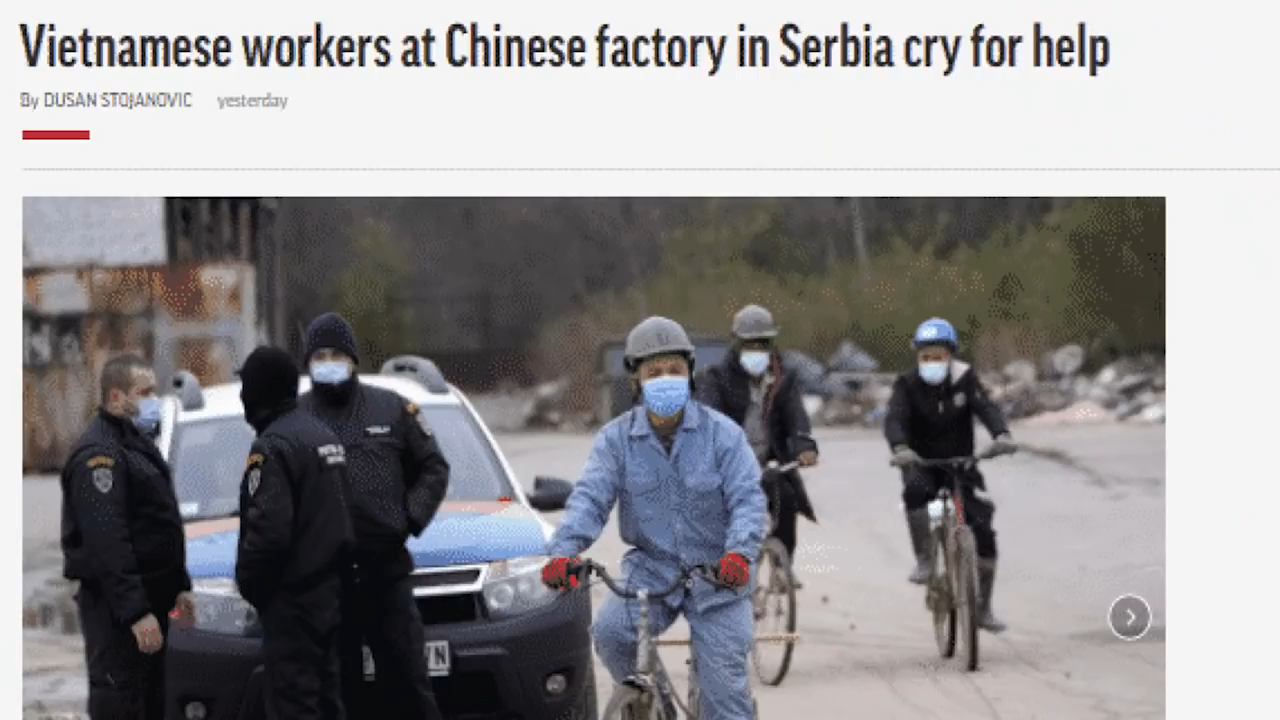 Vietnamese workers at Chinese factory in Serbia cry for help
By DUSAN STOJANOVIC yesterday